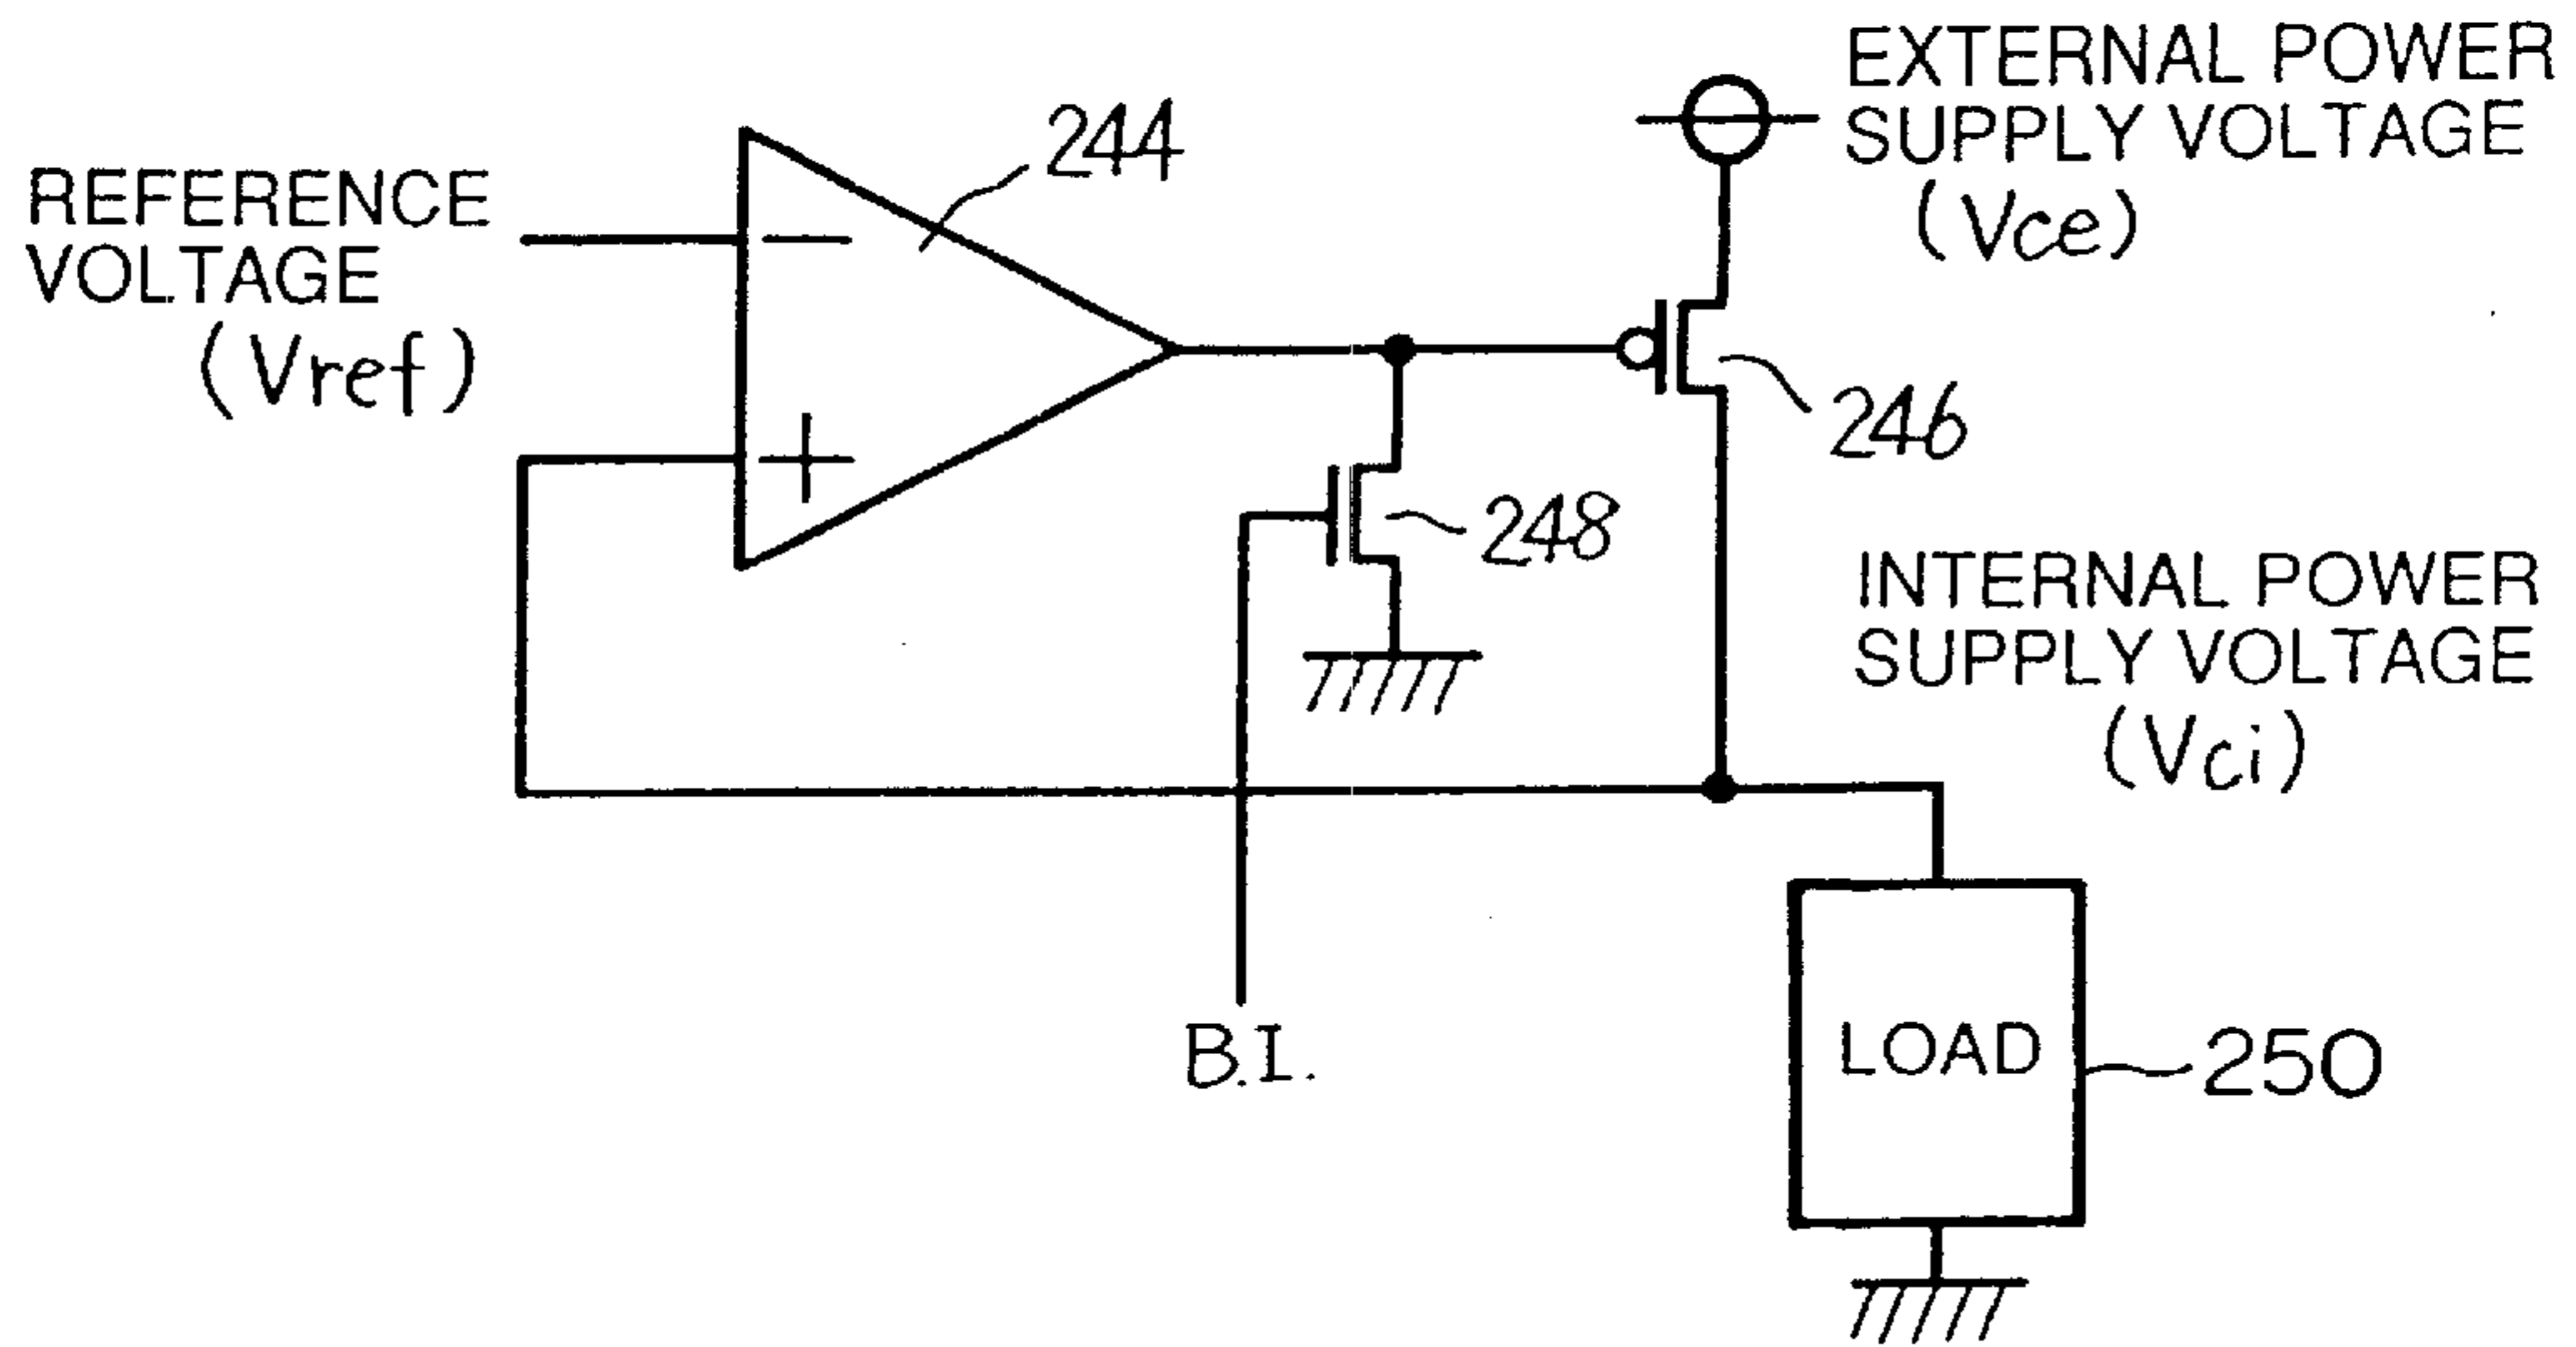 REFERENCE
VOLTAGE
(Vref)
244
EXTERNAL POWER
SUPPLY VOLTAGE
(Vce)
246
248
INTERNAL POWER
SUPPLY VOLTAGE
(Vci)
B.I.
LOAD
250
−
+